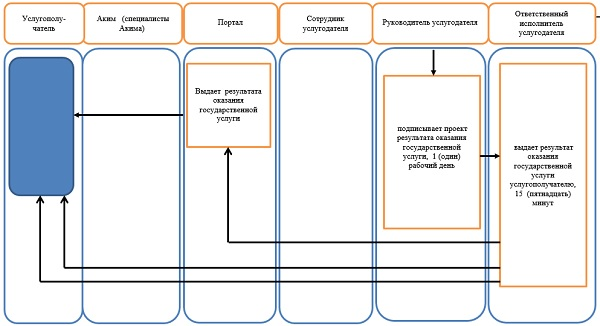 Услугополу-
чатель
Аким (специалисты
Акима)
Портал
Сотрудник
услугодателя
Руководитель услугодателя
Ответственный
исполнитель
услугодателя
Выдает результата
оказания
государственной
услуги
подписывает проект
результата оказания
государственной
услуги, 1 (один)
рабочий день
выдает результат
оказания
государственной
услуги
услугополучателю,
15 (пятнадцать)
минут